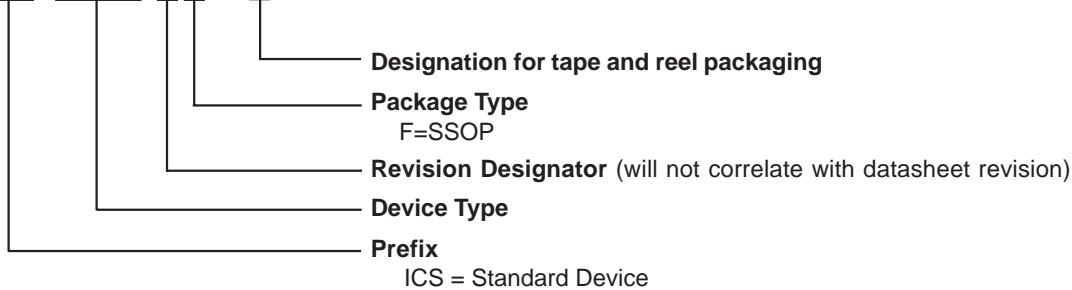 Designation for tape and reel packaging
Package Type
F=SSOP
Revision Designator (will not correlate with datasheet revision)
Device Type
Prefix
ICS = Standard Device